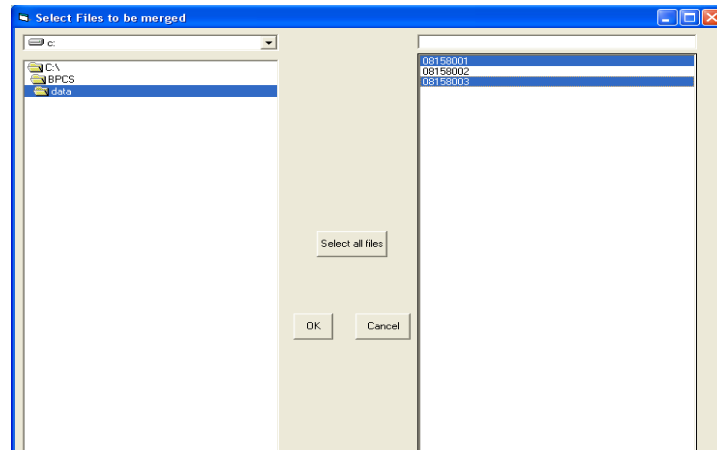 Select Files to be merged
c:
C:\
BPCS
data
08158001
08158002
08158003
Select all files
OK
Cancel